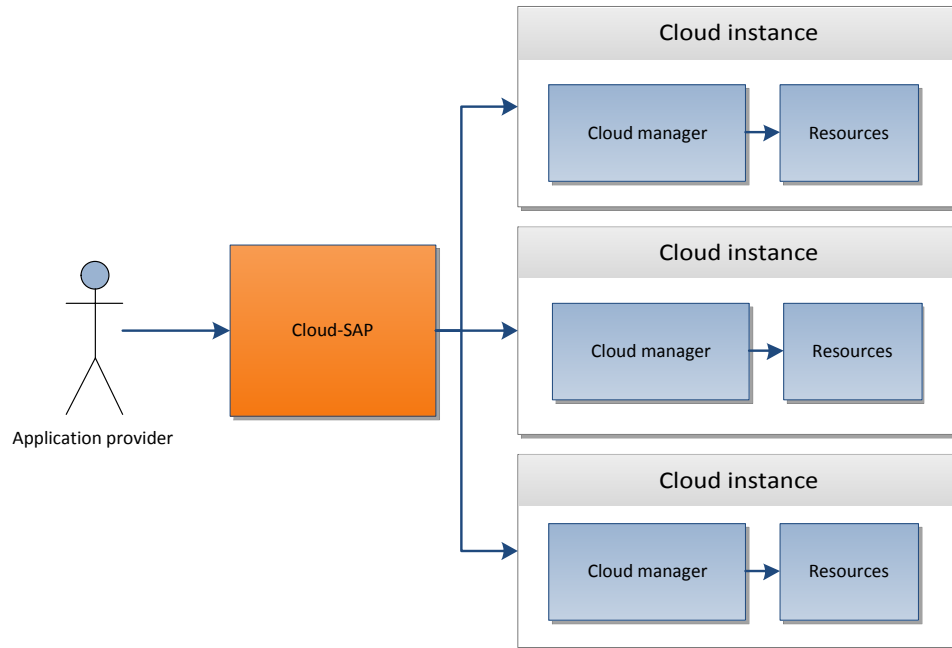 Cloud instance
Cloud manager
Resources
Cloud instance
Cloud-SAP
Cloud manager
Resources
Application provider
Cloud instance
Cloud manager
Resources